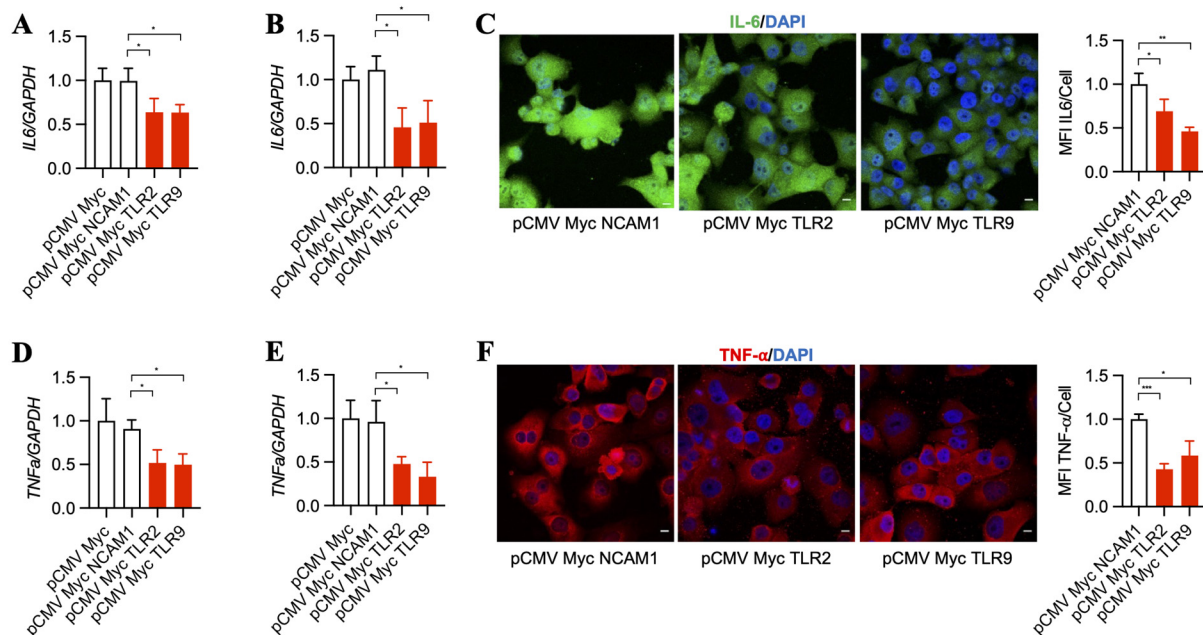 A
IL6/GAPDH
1.5
1.0
0.5
0.0
*
*
pCMV Myc
pCMV Myc NCAM1
pCMV Myc TLR2
pCMV Myc TLR9
B
IL6/GAPDH
1.5
1.0
0.5
0.0
*
*
pCMV Myc
pCMV Myc NCAM1
pCMV Myc TLR2
pCMV Myc TLR9
C
IL-6/DAPI
pCMV Myc NCAM1
pCMV Myc TLR2
pCMV Myc TLR9
MFI IL6/Cell
1.5
1.0
0.5
0.0
**
*
pCMV Myc NCAM1
pCMV Myc TLR2
pCMV Myc TLR9
D
TNFa/GAPDH
1.5
1.0
0.5
0.0
*
*
pCMV Myc
pCMV Myc NCAM1
pCMV Myc TLR2
pCMV Myc TLR9
E
TNFa/GAPDH
1.5
1.0
0.5
0.0
*
*
pCMV Myc
pCMV Myc NCAM1
pCMV Myc TLR2
pCMV Myc TLR9
F
TNF-α/DAPI
pCMV Myc NCAM1
pCMV Myc TLR2
pCMV Myc TLR9
MFI TNF-α/Cell
1.5
1.0
0.5
0.0
*
***
pCMV Myc NCAM1
pCMV Myc TLR2
pCMV Myc TLR9